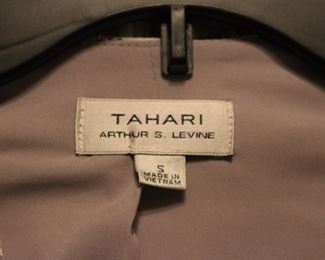 TAHARI
ARTHUR S. LEVINE
S
MADE IN
VIETNAM